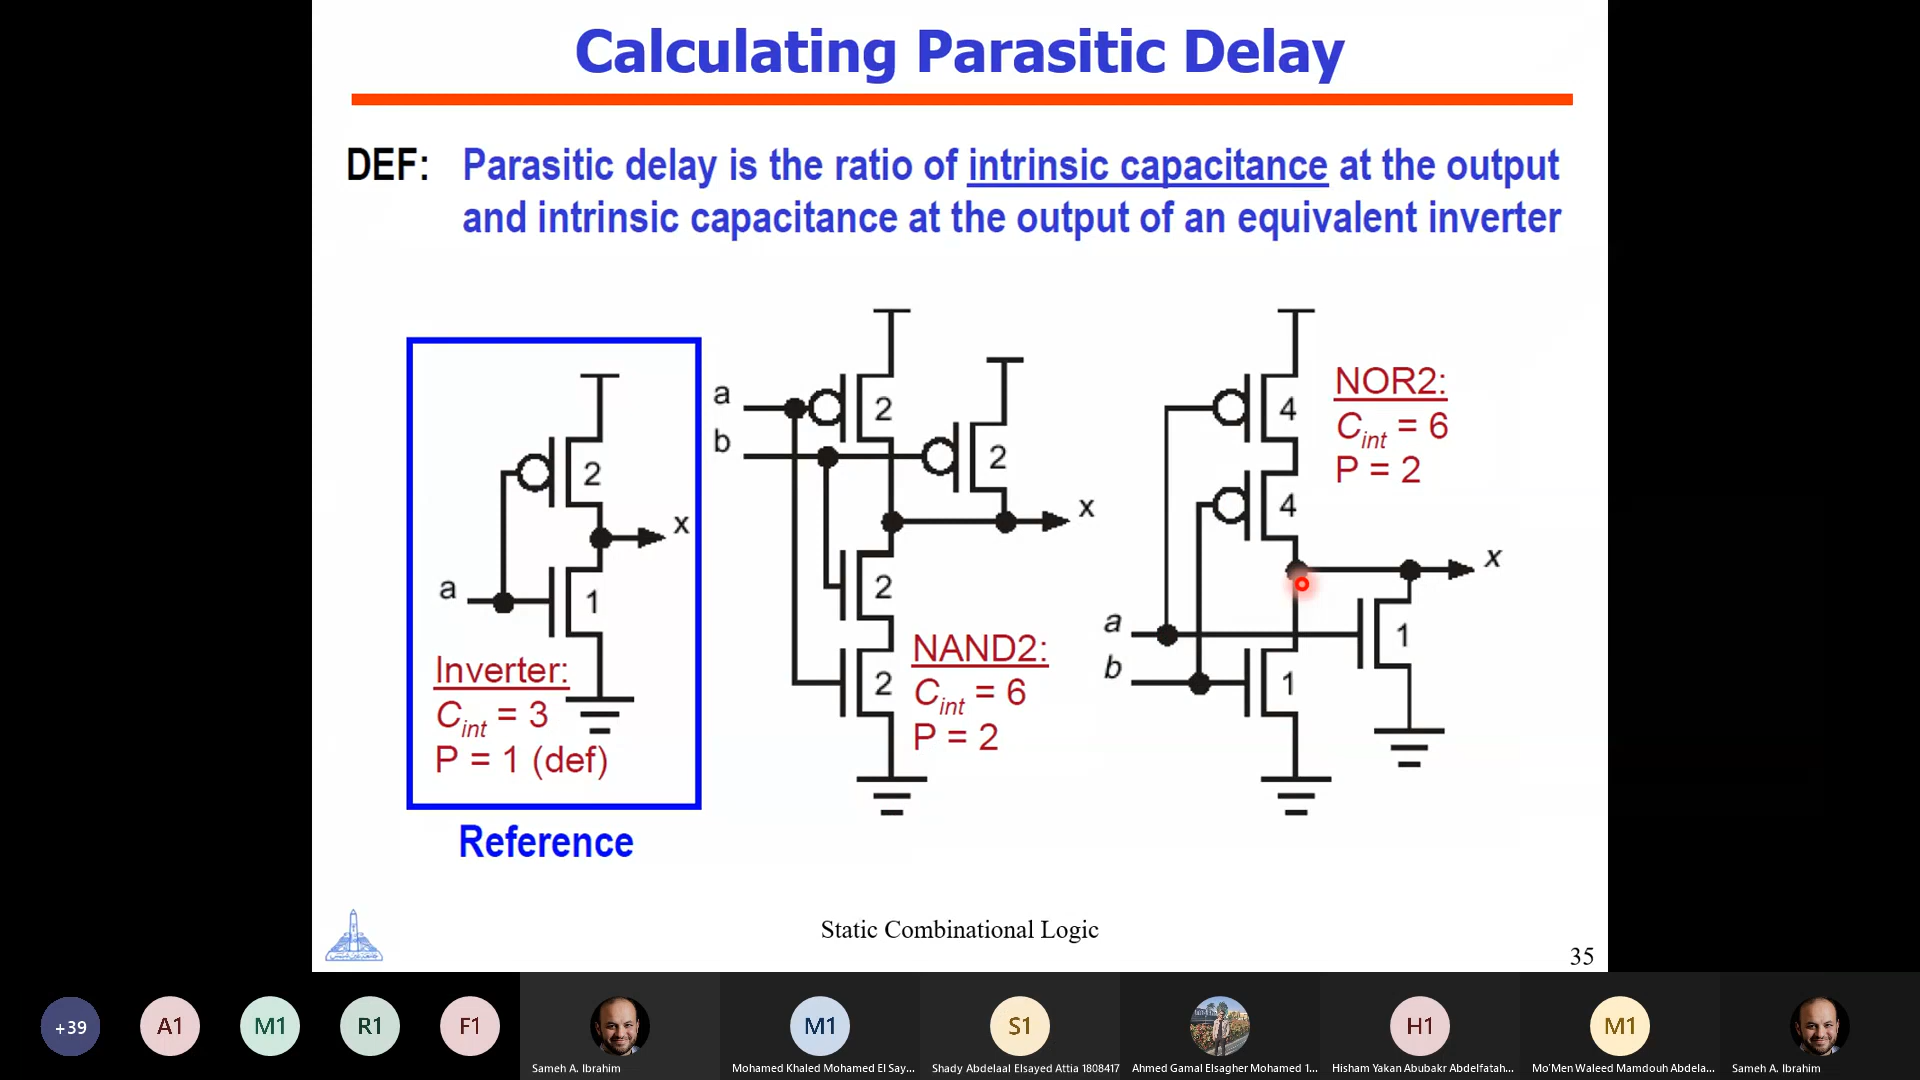 Calculating Parasitic Delay
DEF: Parasitic delay is the ratio of intrinsic capacitance at the output
and intrinsic capacitance at the output of an equivalent inverter
2
x
a
1
Inverter:
Cint = 3
P = 1 (def)
Reference
a
b
2
2
x
2
2
NAND2:
Cint = 6
P = 2
4
4
NOR2:
Cint = 6
P = 2
x
a
b
1
1
Static Combinational Logic
35
+39
A1
M1
R1
F1
Sameh A. Ibrahim
M1
Mohamed Khaled Mohamed El Say...
S1
Shady Abdelaal Elsayed Attia 1808417
Ahmed Gamal Elsagher Mohamed 1...
H1
Hisham Yakan Abubakr Abdelfatah...
M1
Mo'Men Waleed Mamdouh Abdela...
Sameh A. Ibrahim